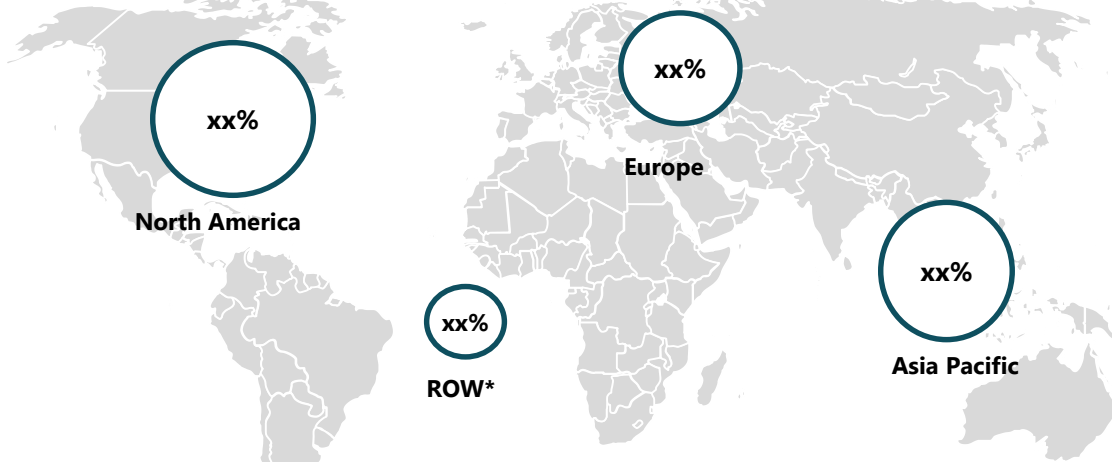 xx%
North America
xx%
Europe
xx%
Asia Pacific
xx%
ROW*